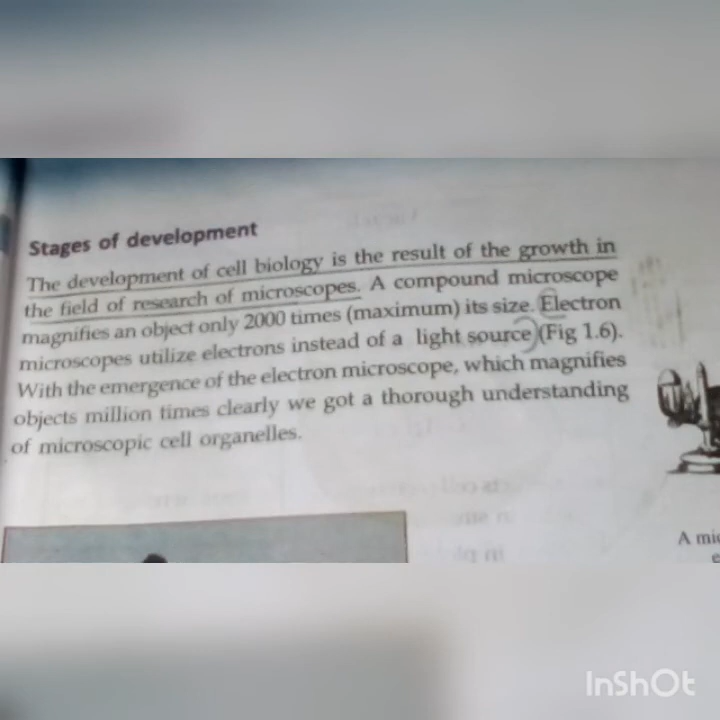 Stages of development
The development of cell biology is the result of the growth in
the field of research of microscopes. A compound microscope
magnifies an object only 2000 times (maximum) its size. Electron
microscopes utilize electrons instead of a light source (Fig 1.6).
With the emergence of the electron microscope, which magnifies
objects million times clearly we got a thorough understanding
of microscopic cell organelles.
A mic
e
InShOt